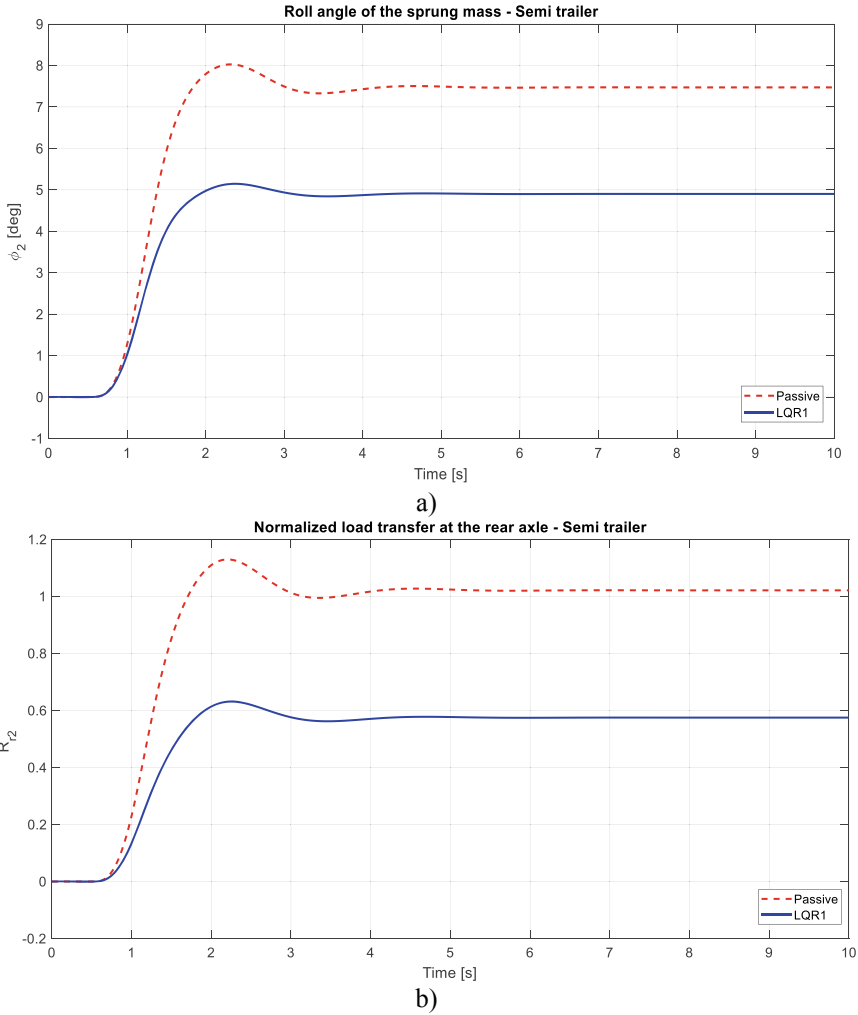 Roll angle of the sprung mass - Semi trailer
9
8
7
6
5
4
3
2
1
0
-1
ϕ2 [deg]
Passive
LQR1
0 1 2 3 4 5 6 7 8 9 10
Time [s]
a)
Normalized load transfer at the rear axle - Semi trailer
1.2
1
0.8
0.6
0.4
0.2
0
-0.2
Rr2
Passive
LQR1
0 1 2 3 4 5 6 7 8 9 10
Time [s]
b)